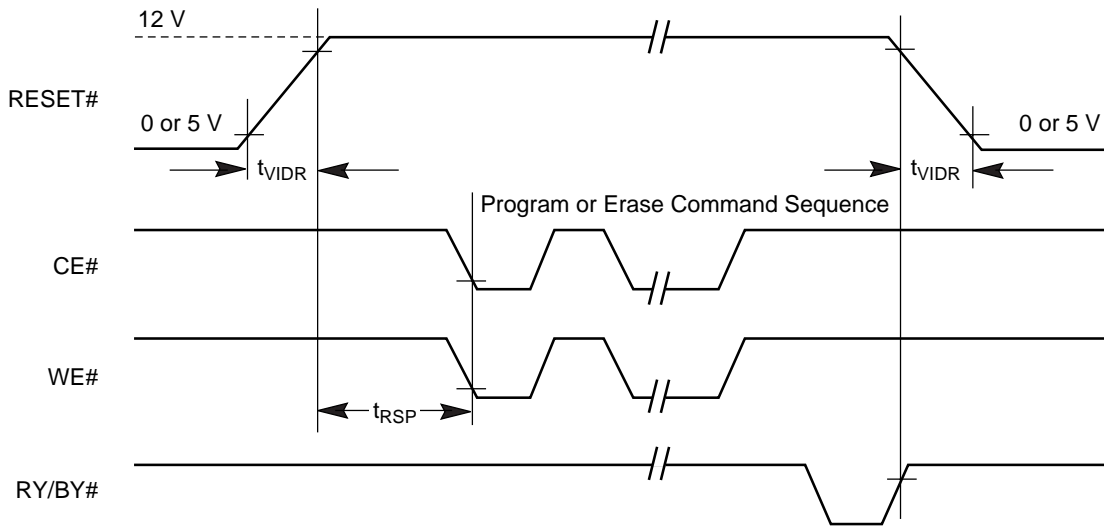 12 V
RESET#
0 or 5 V
0 or 5 V
tVIDR
tVIDR
Program or Erase Command Sequence
CE#
WE#
tRSP
RY/BY#